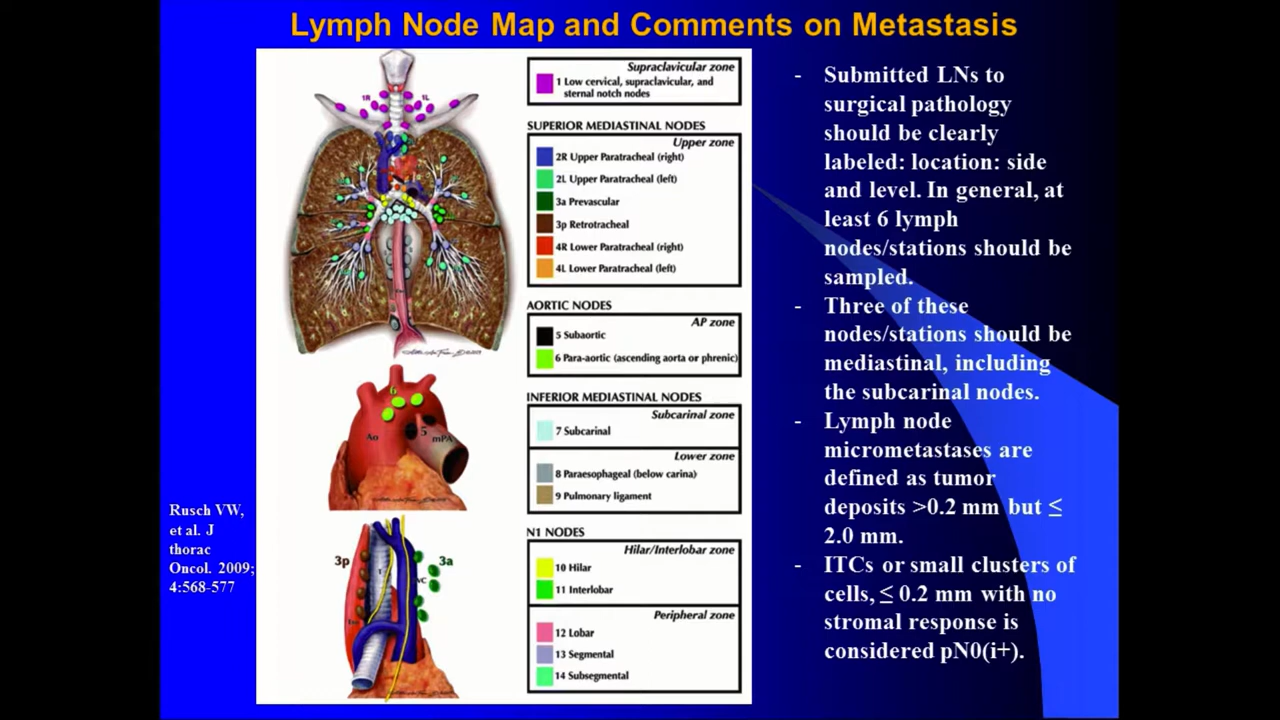 Lymph Node Map and Comments on Metastasis
1R
1L
Ao
6
5
mPA
3p
3a
T
Supraclavicular zone
1 Low cervical, supraclavicular, and
sternal notch nodes
SUPERIOR MEDIASTINAL NODES
Upper zone
2R Upper Paratracheal (right)
2L Upper Paratracheal (left)
3a Prevascular
3p Retrotracheal
4R Lower Paratracheal (right)
4L Lower Paratracheal (left)
AORTIC NODES
AP zone
5 Subaortic
6 Para-aortic (ascending aorta or phrenic)
INFERIOR MEDIASTINAL NODES
Subcarinal zone
7 Subcarinal
Lower zone
8 Paraesophageal (below carina)
9 Pulmonary ligament
N1 NODES
Hilar/Interlobar zone
10 Hilar
11 Interlobar
Peripheral zone
12 Lobar
13 Segmental
14 Subsegmental
- Submitted LNs to
surgical pathology
should be clearly
labeled: location: side
and level. In general, at
least 6 lymph
nodes/stations should be
sampled.
- Three of these
nodes/stations should be
mediastinal, including
the subcarinal nodes.
- Lymph node
micrometastases are
defined as tumor
deposits >0.2 mm but ≤
2.0 mm.
- ITCs or small clusters of
cells, ≤ 0.2 mm with no
stromal response is
considered pN0(i+).
Rusch VW,
et al. J
thorac
Oncol. 2009;
4:568-577